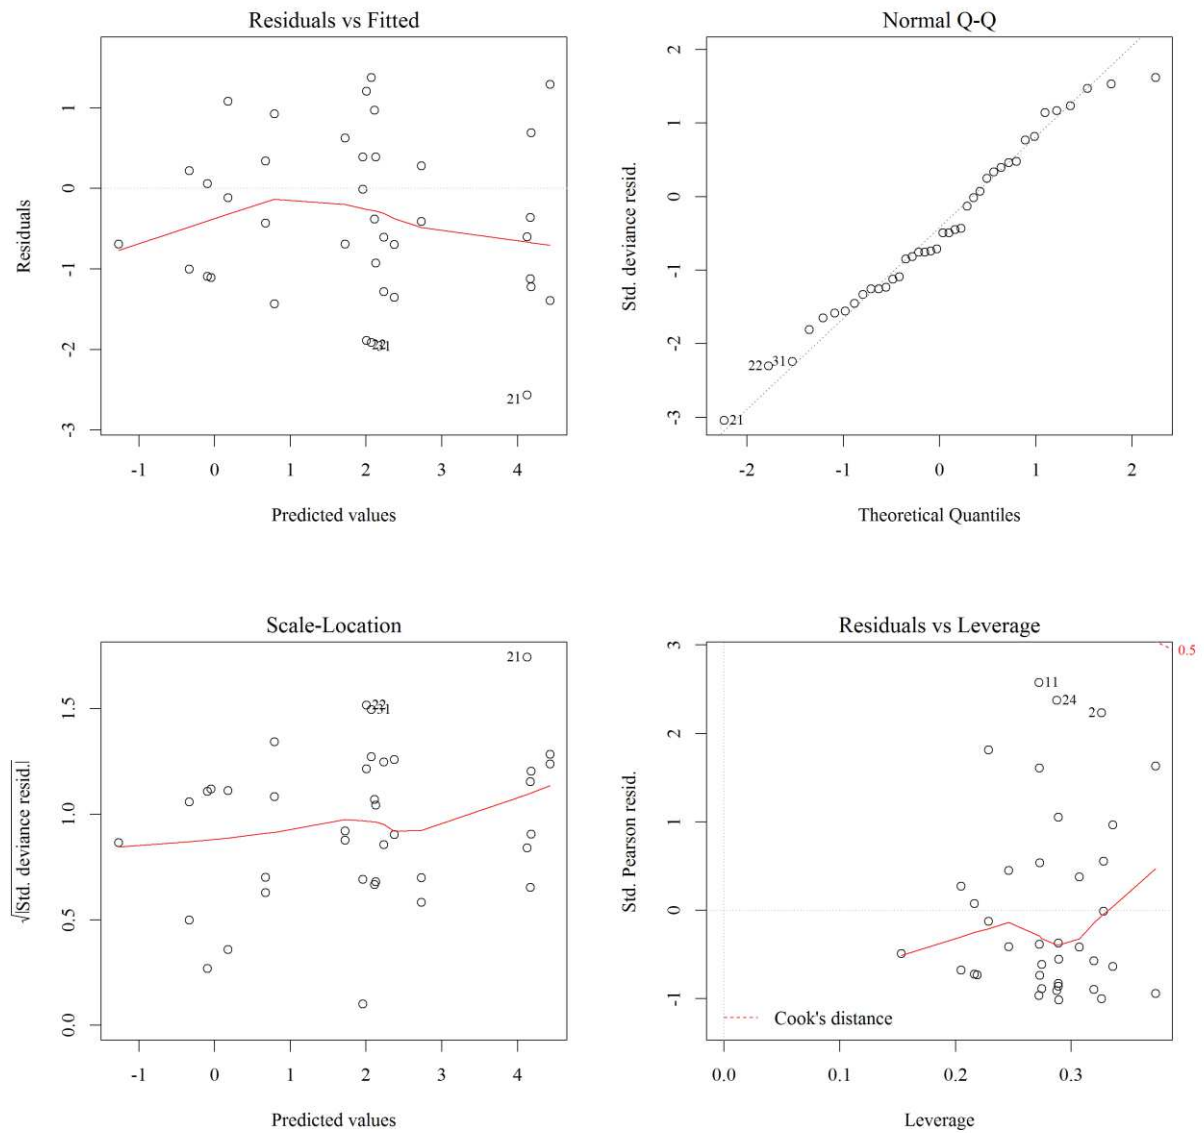 Residuals vs Fitted
Residuals
1
0
-1
-2
-3
22
31
21
-1 0 1 2 3 4
Predicted values
Normal Q-Q
Std. deviance resid.
2
1
0
-1
-2
-3
22
31
21
-2 -1 0 1 2
Theoretical Quantiles
Scale-Location
√|Std. deviance resid.|
1.5
1.0
0.5
0.0
21
22
-1 0 1 2 3 4
Predicted values
Residuals vs Leverage
Std. Pearson resid.
3
2
1
0
-1
0.5
11
24
2
Cook's distance
0.0 0.1 0.2 0.3
Leverage